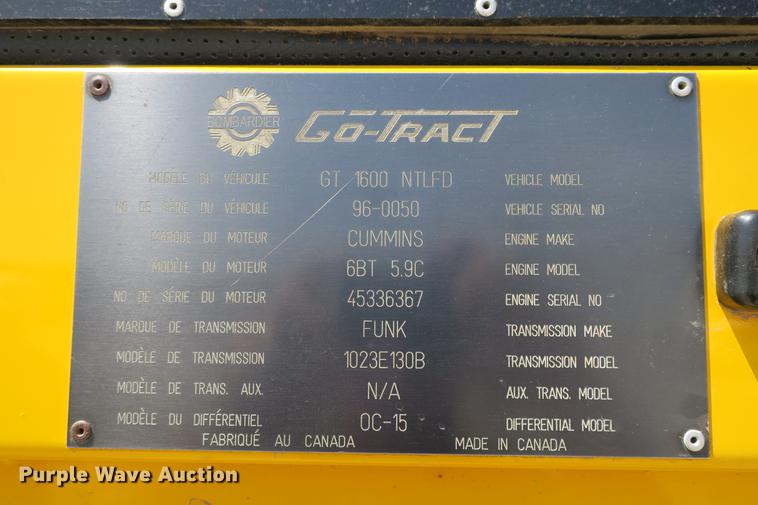 BOMBARDIER GO-TRACT
MODÈLE DU VÉHICULE GT 1600 NTLFD VEHICLE MODEL
NO DE SÉRIE DU VÉHICULE 96-0050 VEHICLE SERIAL NO
MARQUE DU MOTEUR CUMMINS ENGINE MAKE
MODÈLE DU MOTEUR 6BT 5.9C ENGINE MODEL
NO DE SÉRIE DU MOTEUR 45336367 ENGINE SERIAL NO
MARQUE DE TRANSMISSION FUNK TRANSMISSION MAKE
MODÈLE DE TRANSMISSION 1023E130B TRANSMISSION MODEL
MODÈLE DE TRANS. AUX. N/A AUX. TRANS. MODEL
MODÈLE DU DIFFÉRENTIEL OC-15 DIFFERENTIAL MODEL
FABRIQUÉ AU CANADA MADE IN CANADA
Purple Wave Auction